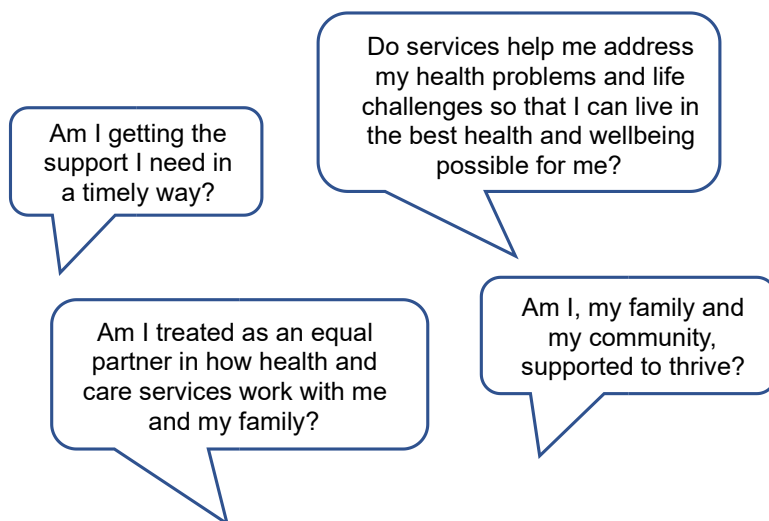 Do services help me address
my health problems and life
challenges so that I can live in
the best health and wellbeing
possible for me?
Am I getting the
support I need in
a timely way?
Am I, my family and
my community,
supported to thrive?
Am I treated as an equal
partner in how health and
care services work with me
and my family?